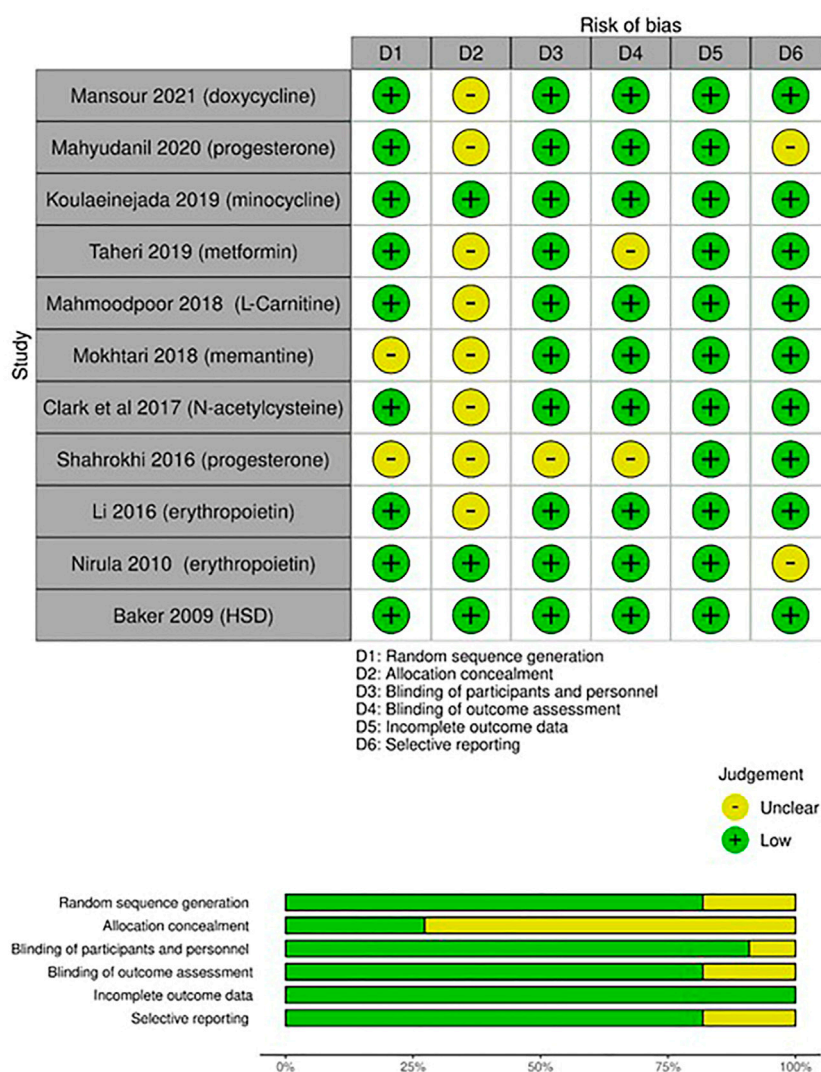 Risk of bias
D1 D2 D3 D4 D5 D6
Study
Mansour 2021 (doxycycline) + - + + + +
Mahyudanil 2020 (progesterone) + - + + + -
Koulaeinejada 2019 (minocycline) + + + + + +
Taheri 2019 (metformin) + - + - + +
Mahmoodpoor 2018 (L-Carnitine) + - + + + +
Mokhtari 2018 (memantine) - - + + + +
Clark et al 2017 (N-acetylcysteine) + - + + + +
Shahrokhi 2016 (progesterone) - - - - + +
Li 2016 (erythropoietin) + - + + + +
Nirula 2010 (erythropoietin) + + + + + -
Baker 2009 (HSD) + + + + + +
D1: Random sequence generation
D2: Allocation concealment
D3: Blinding of participants and personnel
D4: Blinding of outcome assessment
D5: Incomplete outcome data
D6: Selective reporting
Judgement
- Unclear
+ Low
Random sequence generation
Allocation concealment
Blinding of participants and personnel
Blinding of outcome assessment
Incomplete outcome data
Selective reporting
0% 25% 50% 75% 100%